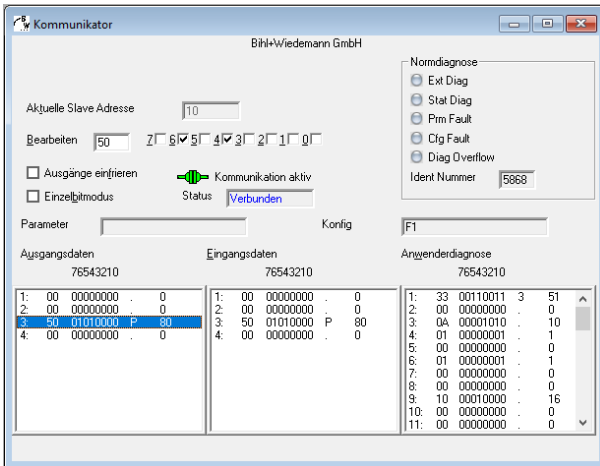 Kommunikator
Bihl+Wiedemann GmbH
Normdiagnose
Ext Diag
Stat Diag
Prm Fault
Cfg Fault
Diag Overflow
Ident Nummer 5868
Aktuelle Slave Adresse 10
Bearbeiten 50 7 6 5 4 3 2 1 0
Ausgänge einfrieren
Kommunikation aktiv
Einzelbitmodus
Status Verbunden
Parameter
Konfig F1
Ausgangsdaten
76543210
1: 00 00000000 . 0
2: 00 00000000 . 0
3: 50 01010000 P 80
4: 00 00000000 . 0
Eingangsdaten
76543210
1: 00 00000000 . 0
2: 00 00000000 . 0
3: 50 01010000 P 80
4: 00 00000000 . 0
Anwenderdiagnose
76543210
1: 33 00110011 3 51
2: 00 00000000 . 0
3: 0A 00001010 . 10
4: 01 00000001 . 1
5: 00 00000000 . 0
6: 01 00000001 . 1
7: 00 00000000 . 0
8: 00 00000000 . 0
9: 10 00010000 . 16
10: 00 00000000 . 0
11: 00 00000000 . 0